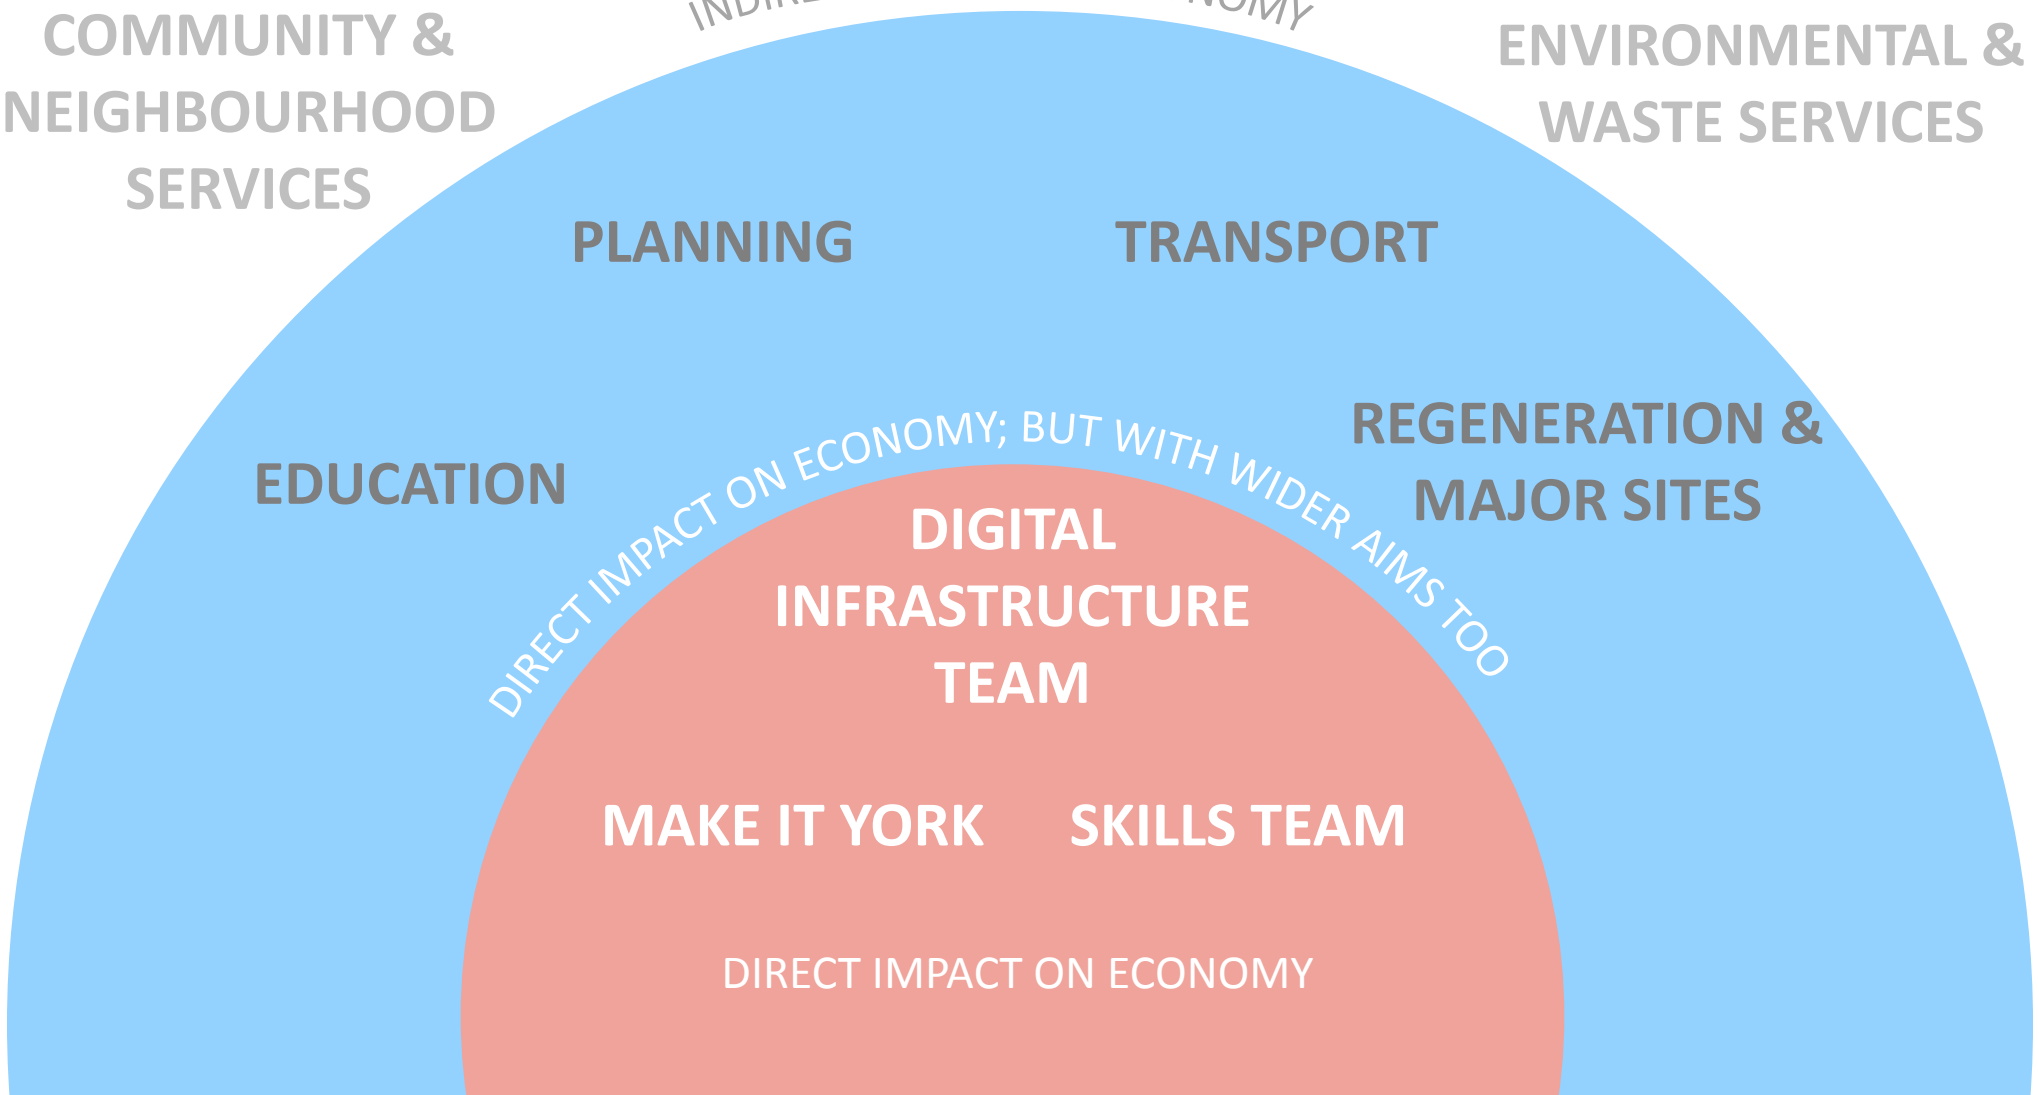 COMMUNITY &
NEIGHBOURHOOD
SERVICES
ENVIRONMENTAL &
WASTE SERVICES
PLANNING
TRANSPORT
EDUCATION
REGENERATION &
MAJOR SITES
DIRECT IMPACT ON ECONOMY; BUT WITH WIDER AIMS TOO
DIGITAL
INFRASTRUCTURE
TEAM
MAKE IT YORK
SKILLS TEAM
DIRECT IMPACT ON ECONOMY